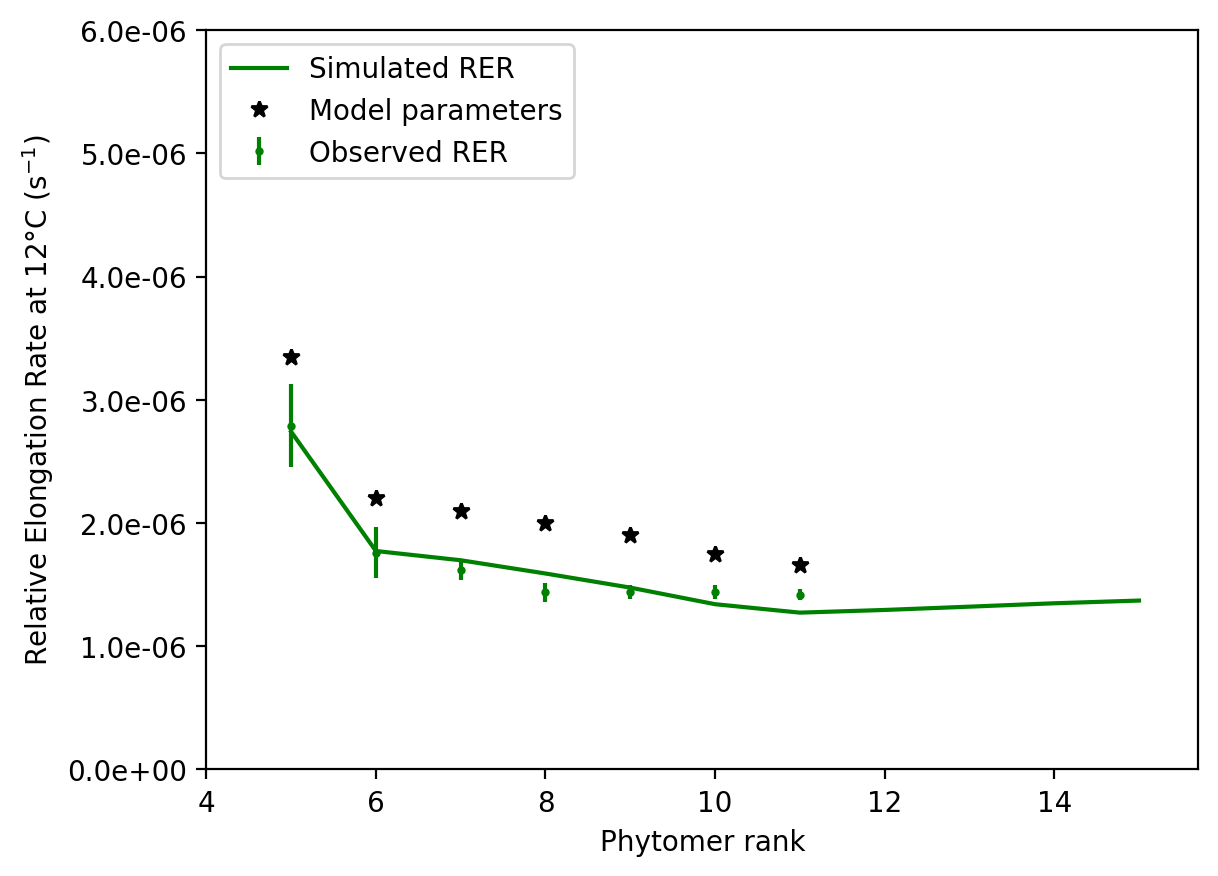 6.0e-06
5.0e-06
4.0e-06
3.0e-06
2.0e-06
1.0e-06
0.0e+00
Relative Elongation Rate at 12°C (s⁻¹)
Simulated RER
Model parameters
Observed RER
4 6 8 10 12 14
Phytomer rank